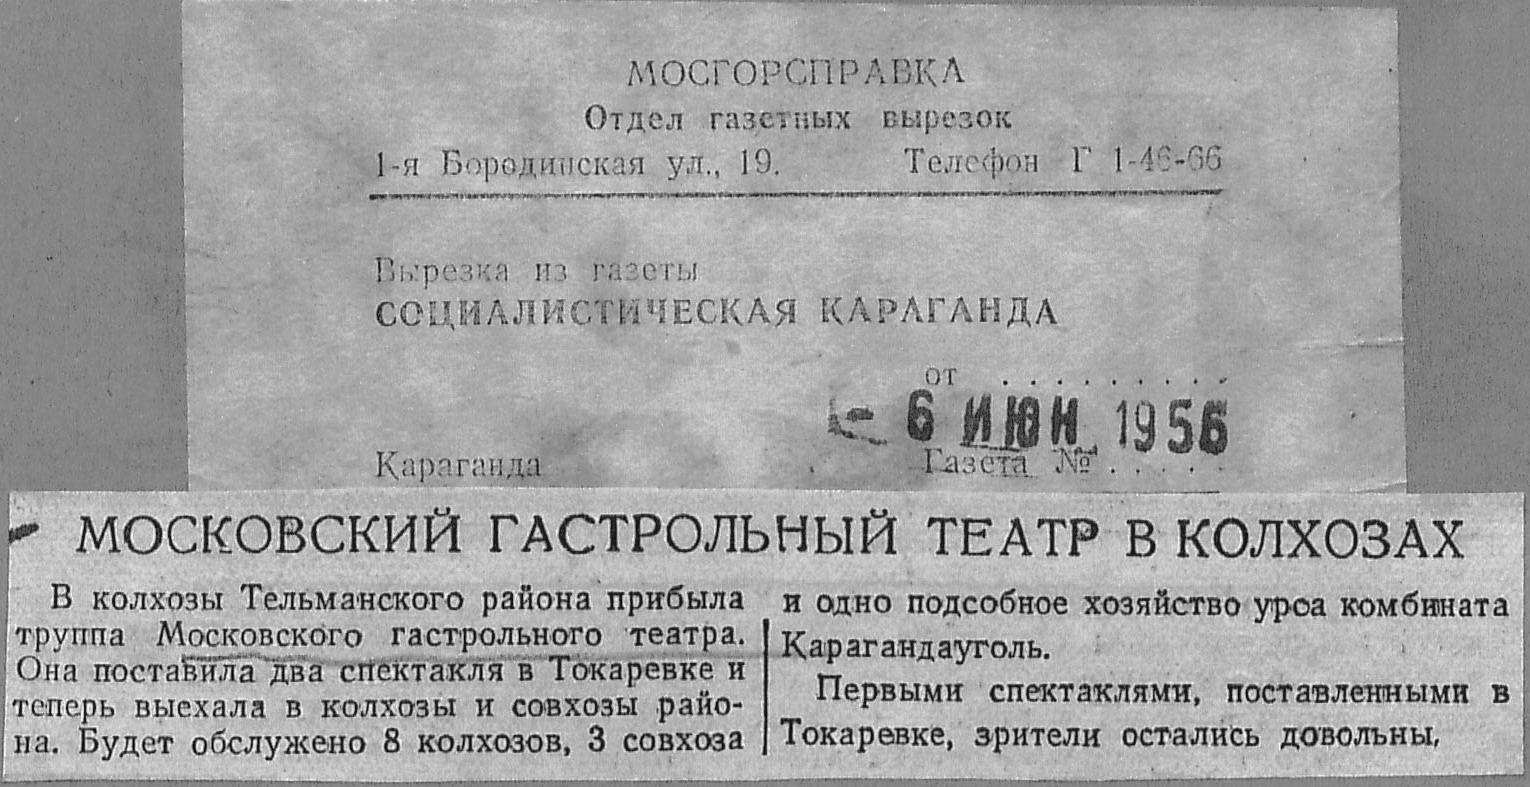 МОСГОРСПРАВКА
Отдел газетных вырезок
1-я Бородинская ул., 19. Телефон Г 1-46-66
Вырезка из газеты
СОЦИАЛИСТИЧЕСКАЯ КАРАГАНДА
от . . . . . . . . .
- 6 ИЮН 1956
Караганда Газета № . . . . .
МОСКОВСКИЙ ГАСТРОЛЬНЫЙ ТЕАТР В КОЛХОЗАХ
В колхозы Тельманского района прибыла
труппа Московского гастрольного театра.
Она поставила два спектакля в Токаревке и
теперь выехала в колхозы и совхозы райо-
на. Будет обслужено 8 колхозов, 3 совхоза
и одно подсобное хозяйство урса комбината
Карагандауголь.
Первыми спектаклями, поставленными в
Токаревке, зрители остались довольны,